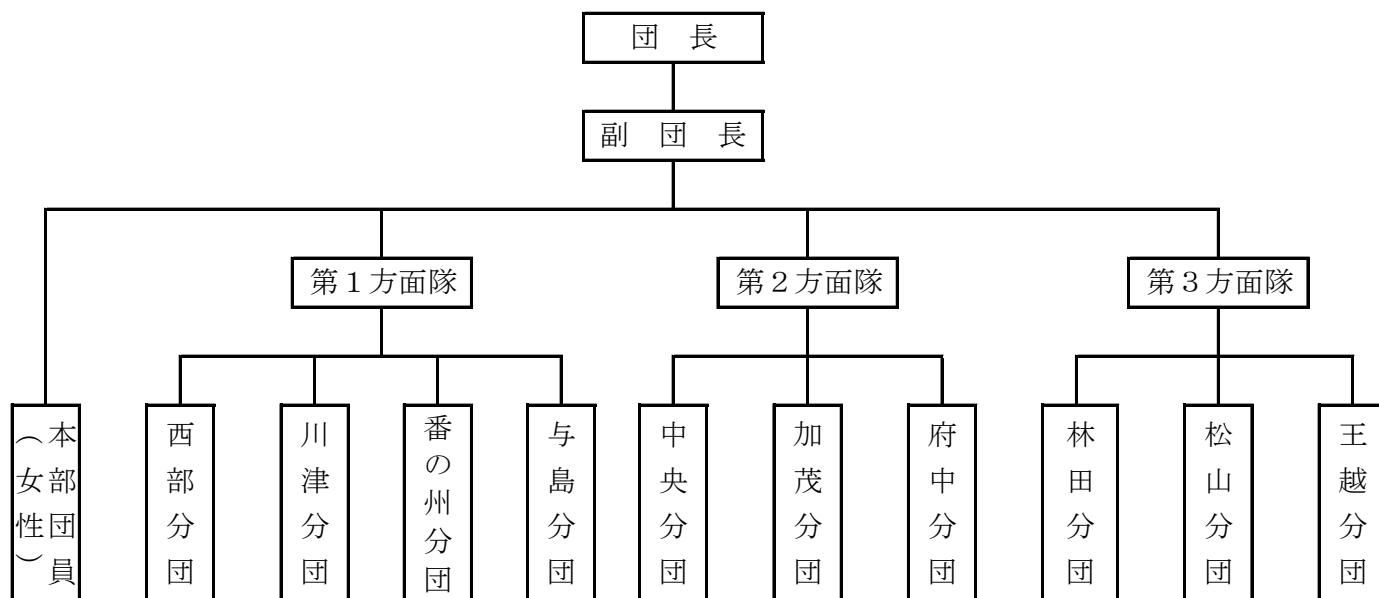 団　長
副　団　長
第１方面隊
第２方面隊
第３方面隊
本部団員
（女性）
西部分団
川津分団
番の州分団
与島分団
中央分団
加茂分団
府中分団
林田分団
松山分団
王越分団